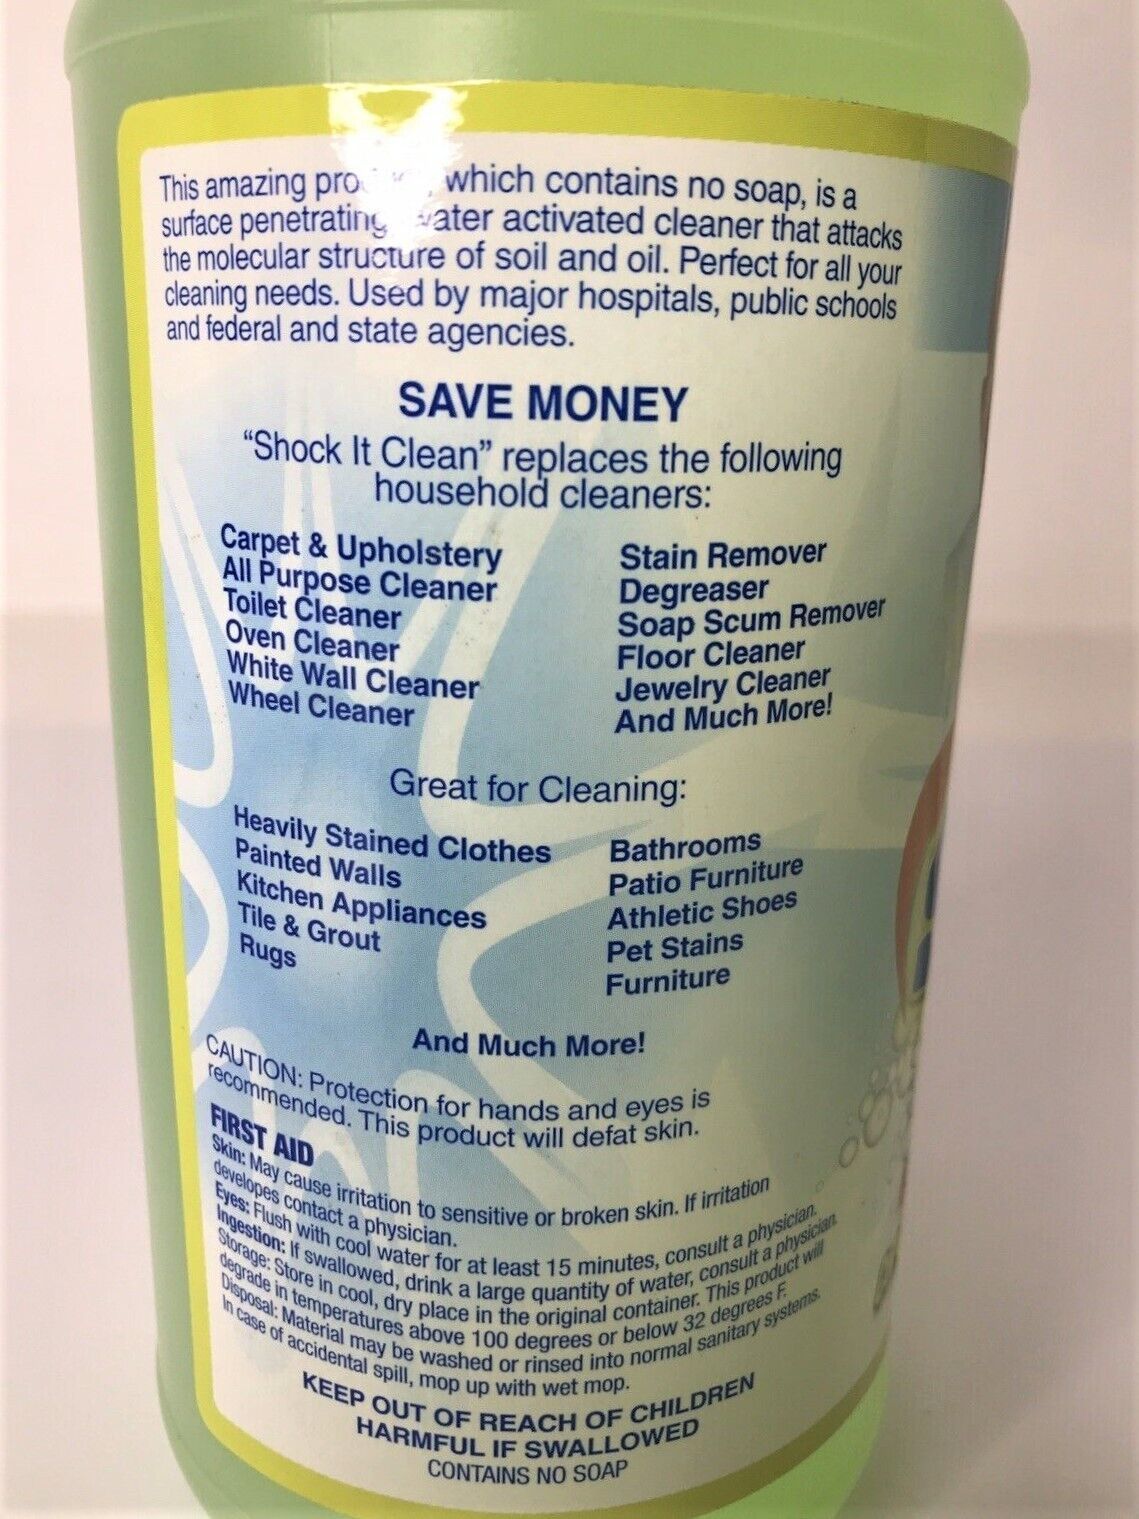 This amazing which contains no soap, is a
surface penetrating water activated cleaner that attacks
the molecular structure of soil and oil. Perfect for all your
cleaning needs. Used by major hospitals, public schools
and federal and state agencies.
SAVE MONEY
"Shock It Clean" replaces the following
household cleaners:
Carpet & Upholstery
All Purpose Cleaner
Toilet Cleaner
Oven Cleaner
White Wall Cleaner
Wheel Cleaner
Stain Remover
Degreaser
Soap Scum Remover
Floor Cleaner
Jewelry Cleaner
And Much More!
Great for Cleaning:
Heavily Stained Clothes
Painted Walls
Kitchen Appliances
Tile & Grout
Rugs
Bathrooms
Patio Furniture
Athletic Shoes
Pet Stains
Furniture
And Much More!
CAUTION: Protection for hands and eyes is
recommended. This product will defat skin.
FIRST AID
Skin: May cause irritation to sensitive or broken skin. If irritation
developes contact a physician.
Eyes: Flush with cool water for at least 15 minutes, consult a physician.
Ingestion: If swallowed, drink a large quantity of water, consult a physician.
Storage: Store in cool, dry place in the original container. This product will
degrade in temperatures above 100 degrees or below 32 degrees F.
Disposal: Material may be washed or rinsed into normal sanitary systems.
In case of accidental spill, mop up with wet mop.
KEEP OUT OF REACH OF CHILDREN
HARMFUL IF SWALLOWED
CONTAINS NO SOAP